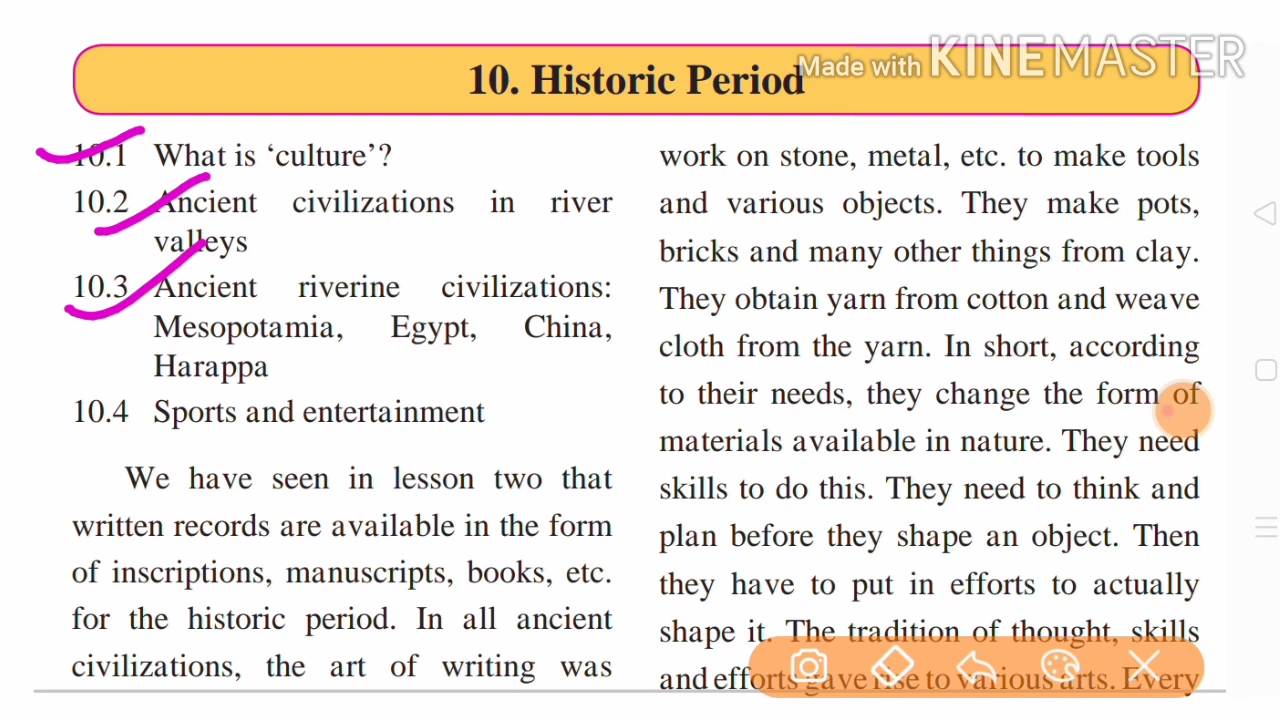 10. Historic Period
Made with KINEMASTER
10.1 What is ‘culture’?
10.2 Ancient civilizations in river
valleys
10.3 Ancient riverine civilizations:
Mesopotamia, Egypt, China,
Harappa
10.4 Sports and entertainment
We have seen in lesson two that
written records are available in the form
of inscriptions, manuscripts, books, etc.
for the historic period. In all ancient
civilizations, the art of writing was
work on stone, metal, etc. to make tools
and various objects. They make pots,
bricks and many other things from clay.
They obtain yarn from cotton and weave
cloth from the yarn. In short, according
to their needs, they change the form of
materials available in nature. They need
skills to do this. They need to think and
plan before they shape an object. Then
they have to put in efforts to actually
shape it. The tradition of thought, skills
and efforts gave rise to various arts. Every